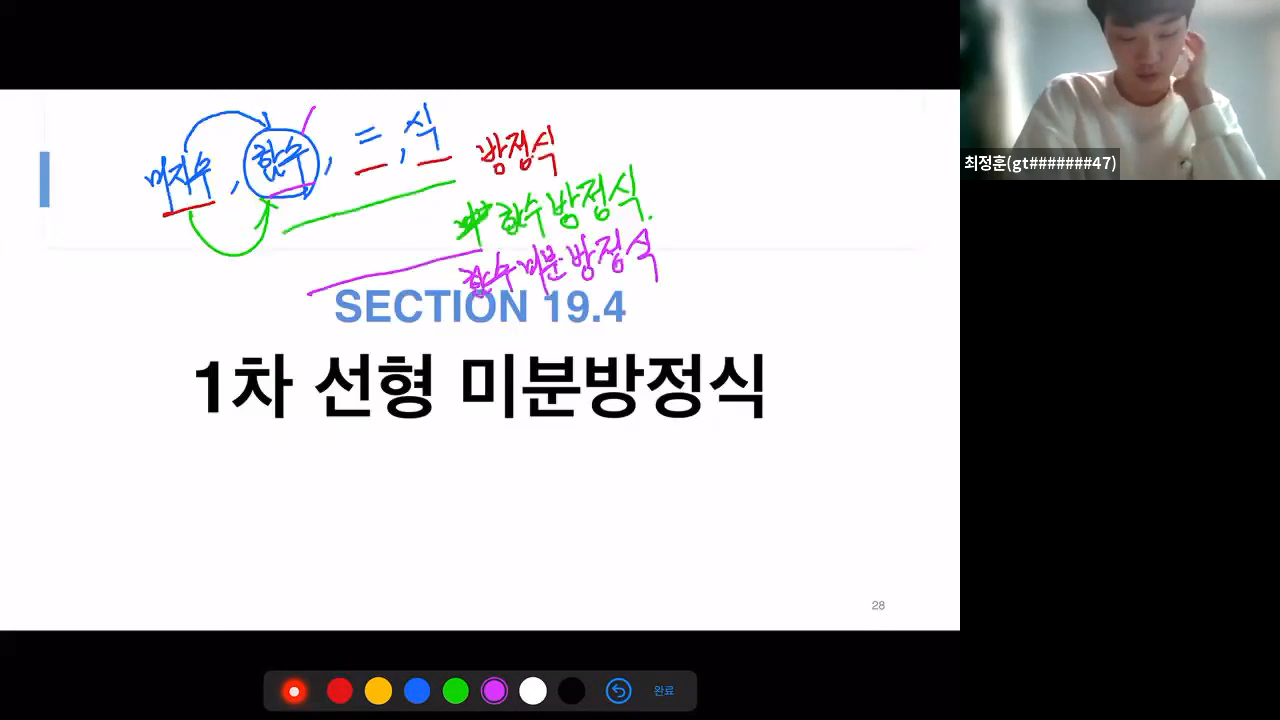 미지수, 함수, =, 식 방정식
함수방정식.
함수미분방정식
SECTION 19.4
1차 선형 미분방정식
28
최정훈(gt#######47)
완료